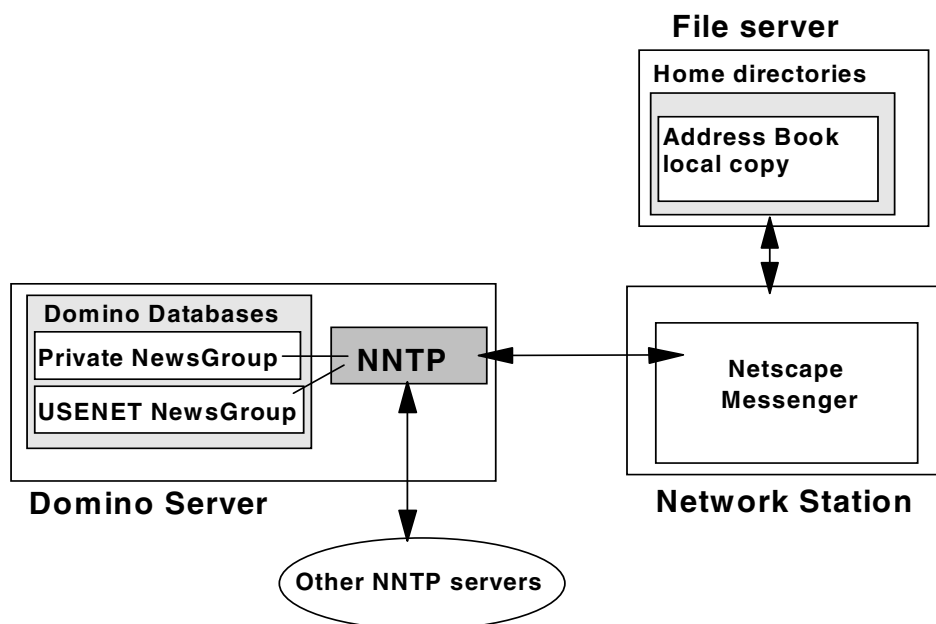 File server
Home directories
Address Book
local copy
Domino Databases
Private NewsGroup
USENET NewsGroup
NNTP
Domino Server
Netscape
Messenger
Network Station
Other NNTP servers